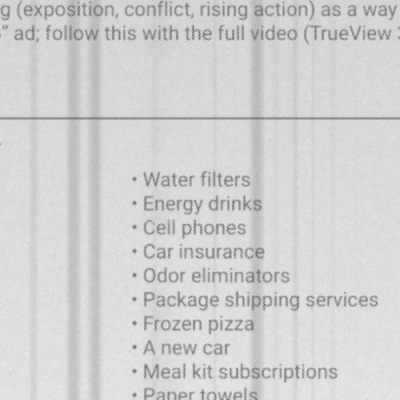 g (exposition, conflict, rising action) as a way
" ad; follow this with the full video (TrueView
• Water filters
• Energy drinks
• Cell phones
• Car insurance
• Odor eliminators
• Package shipping services
• Frozen pizza
• A new car
• Meal kit subscriptions
• Paper towels